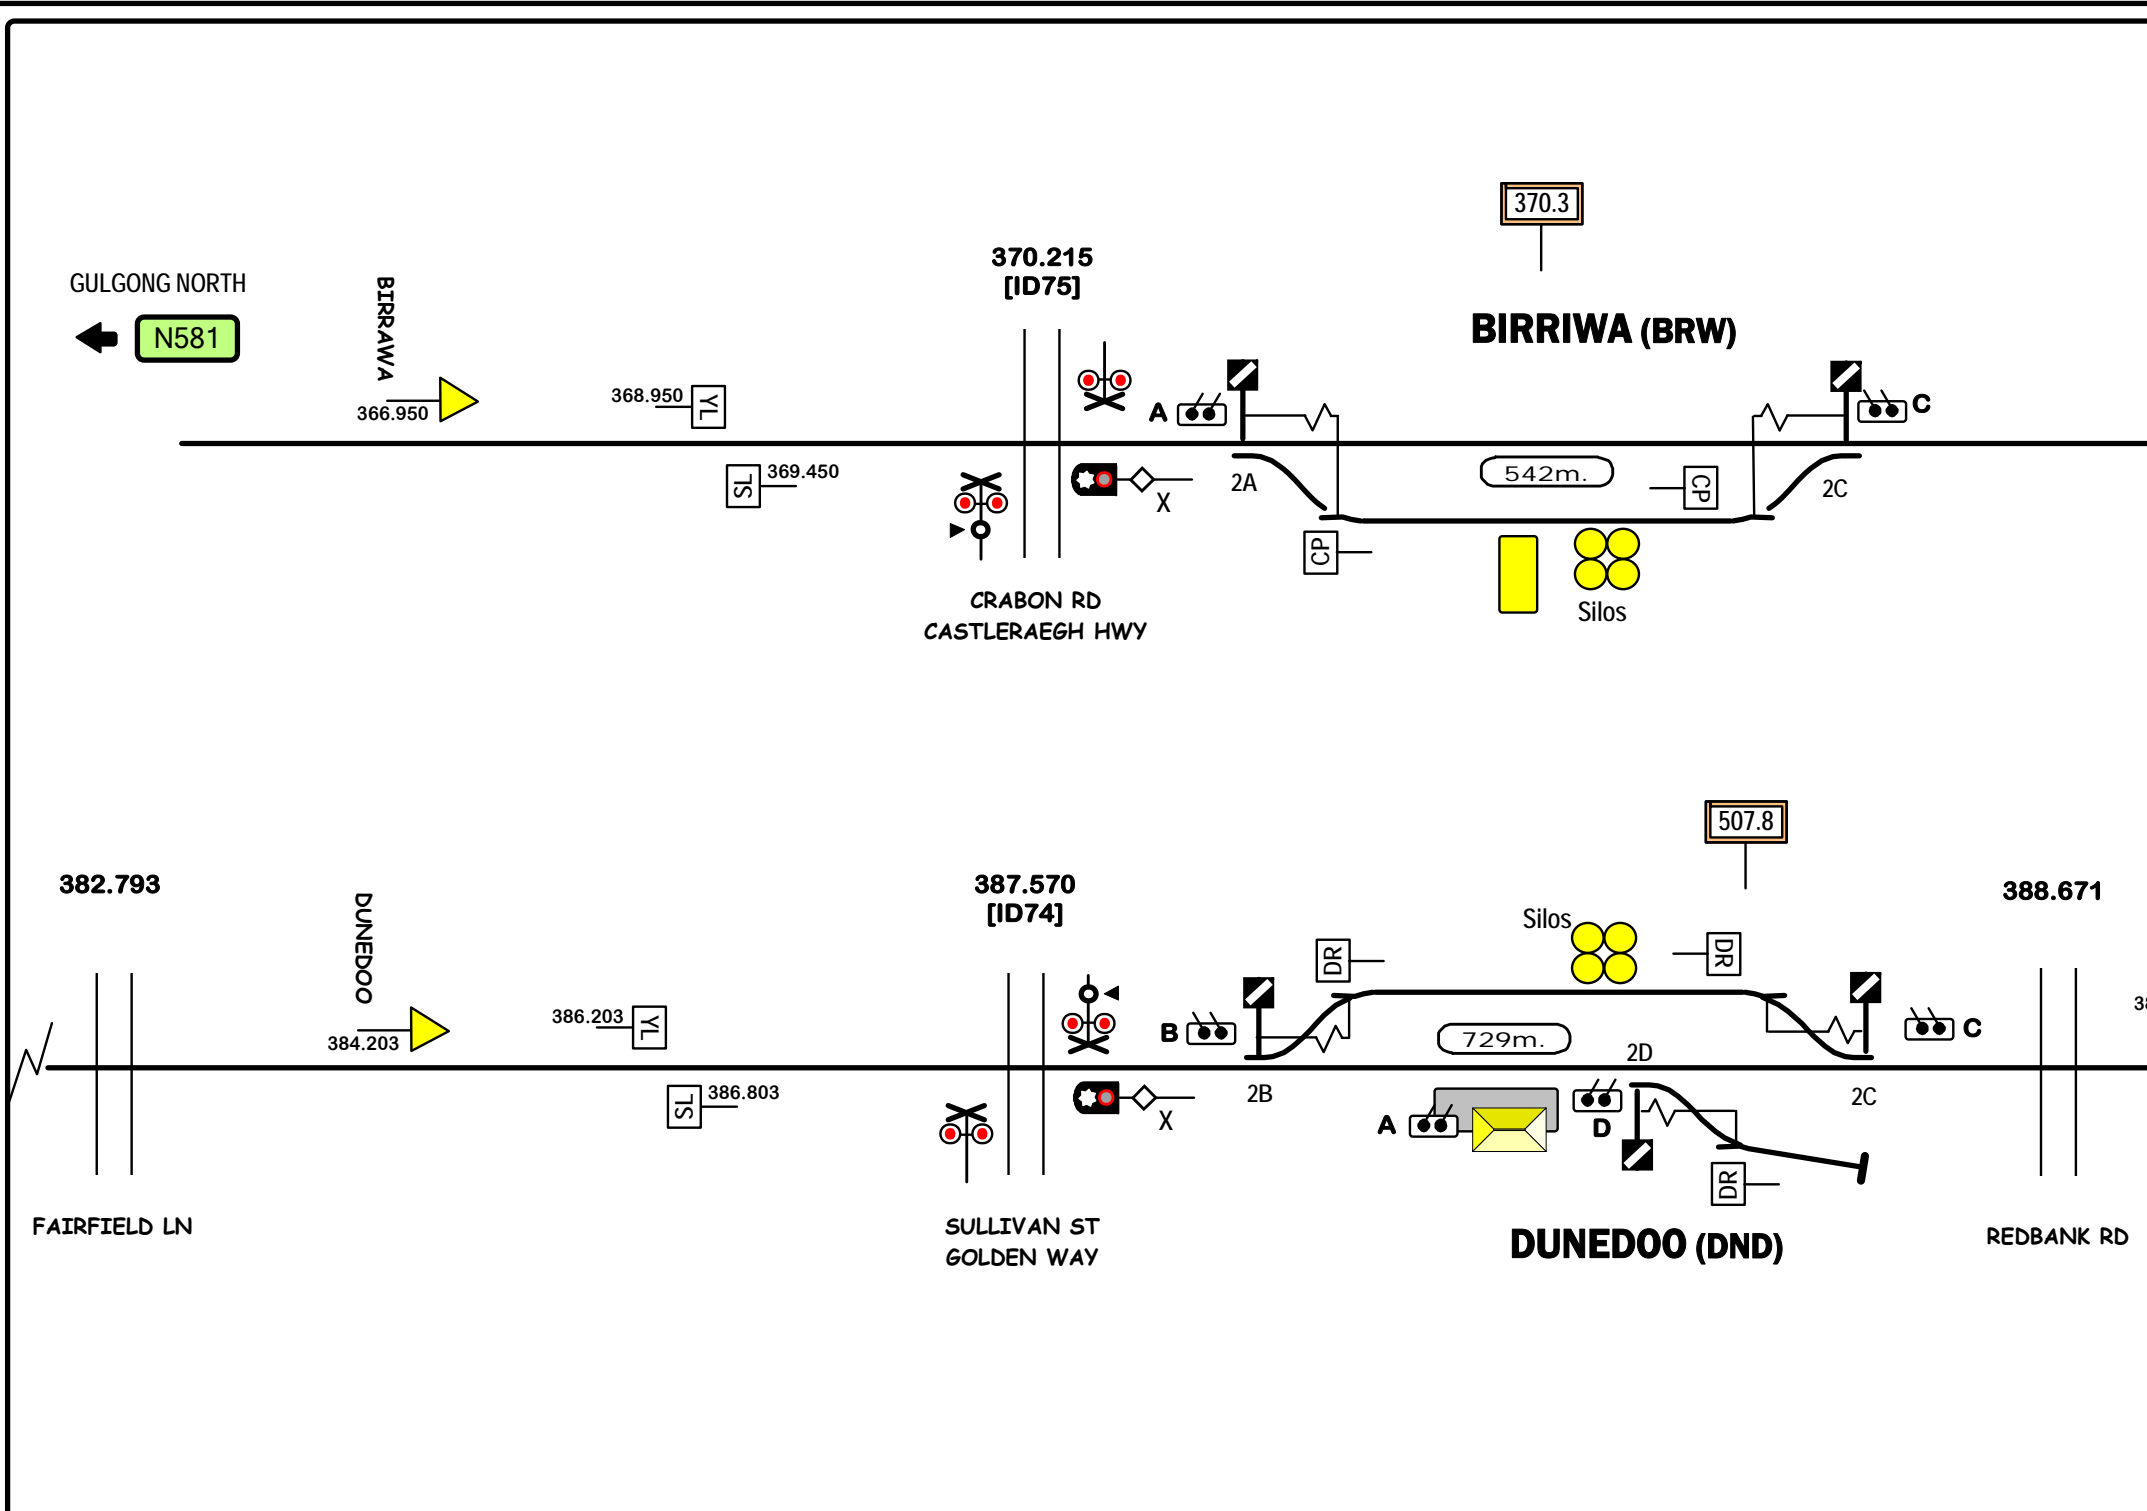 370.3
370.215
[ID75]
GULGONG NORTH
N581
BIRRAWA
BIRRIWA (BRW)
366.950
368.950
YL
A
C
SL
369.450
X
2A
542m.
CP
2C
CP
Silos
CRABON RD
CASTLERAEGH HWY
507.8
382.793
387.570
[ID74]
388.671
DUNEDOO
Silos
DR
DR
384.203
386.203
YL
B
729m.
2D
C
SL
386.803
X
2B
A
D
2C
DR
FAIRFIELD LN
SULLIVAN ST
GOLDEN WAY
DUNEDOO (DND)
REDBANK RD